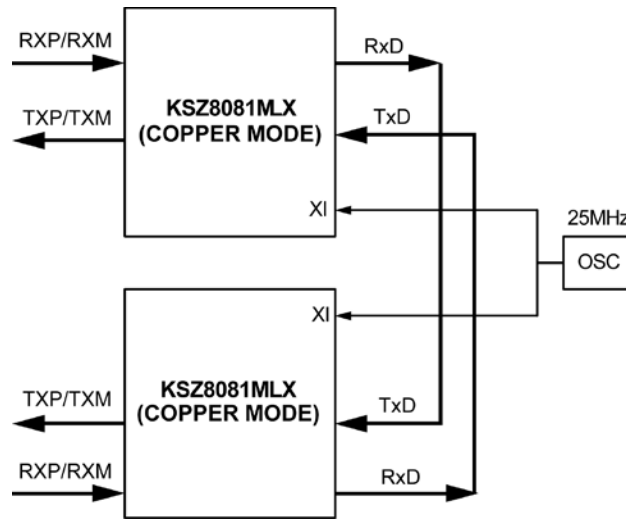 RXP/RXM
RxD
KSZ8081MLX
(COPPER MODE)
TXP/TXM
TxD
XI
25MHz
OSC
XI
KSZ8081MLX
(COPPER MODE)
TXP/TXM
TxD
RXP/RXM
RxD